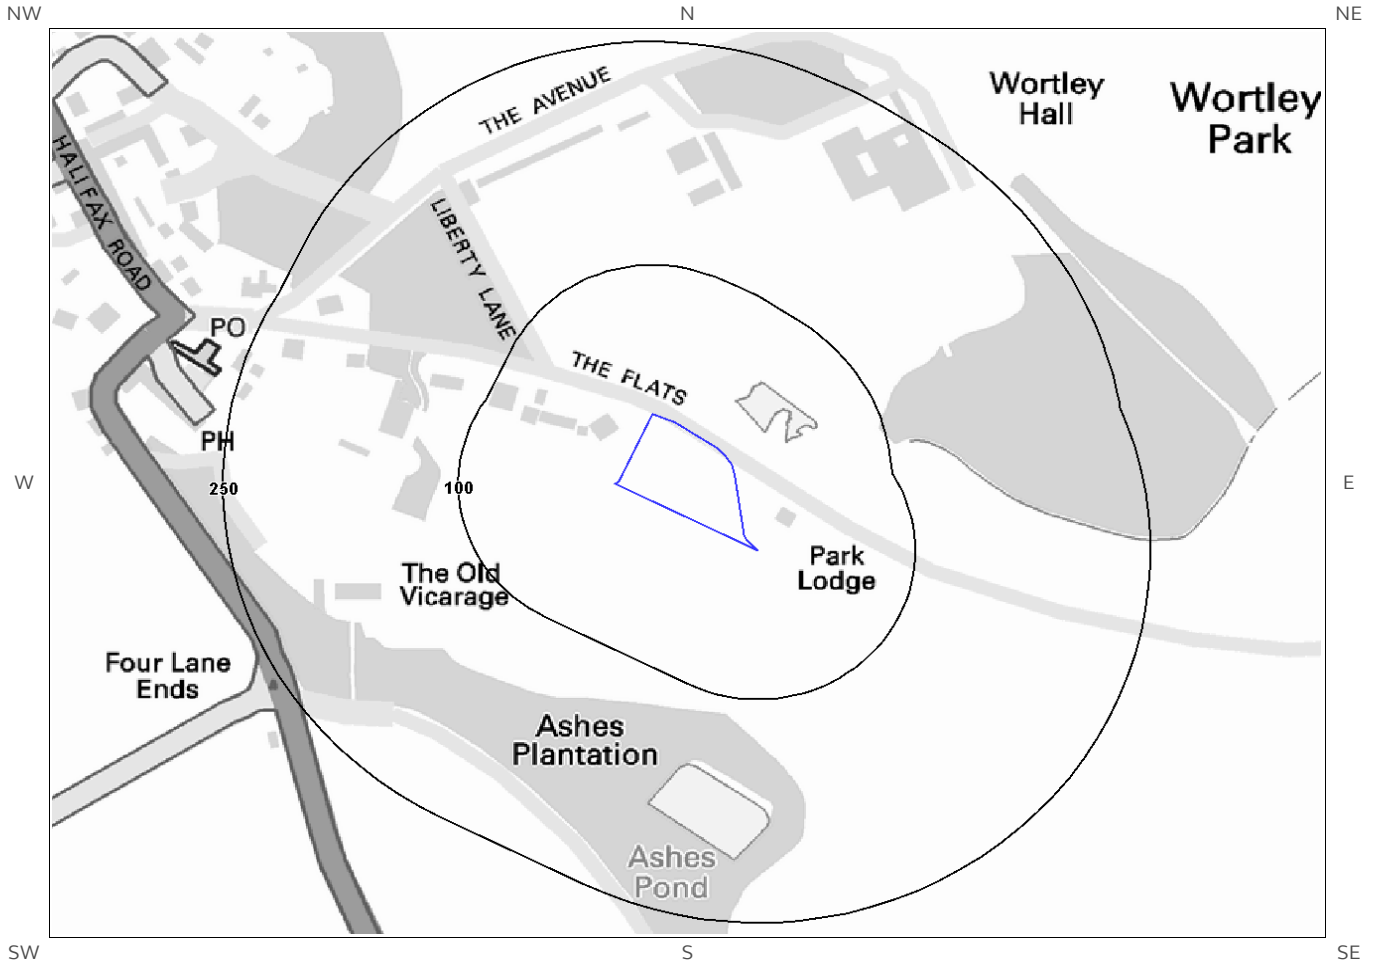 NW
N
NE
Wortley
Hall
Wortley
Park
THE AVENUE
HALIFAX ROAD
LIBERTY LANE
PO
THE FLATS
PH
W
250
100
E
Park
Lodge
The Old
Vicarage
Four Lane
Ends
Ashes
Plantation
Ashes
Pond
SW
S
SE